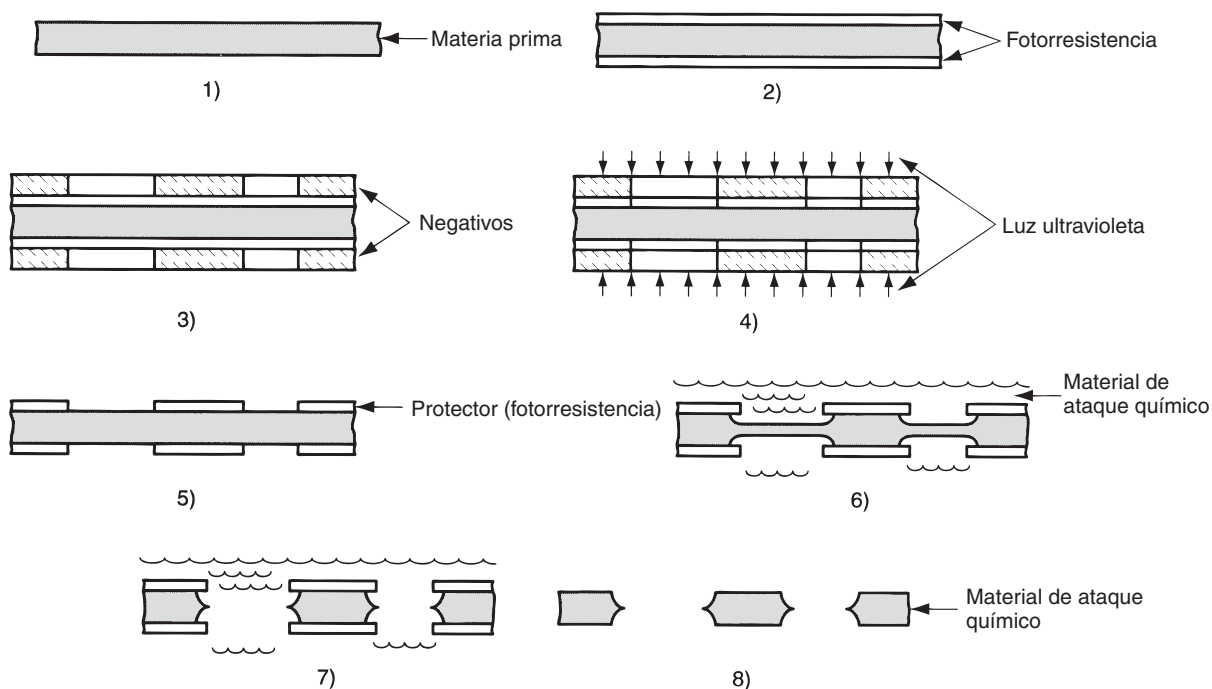 Materia prima
1)
Fotorresistencia
2)
Negativos
3)
Luz ultravioleta
4)
Protector (fotorresistencia)
5)
Material de
ataque químico
6)
7)
Material de ataque
químico
8)